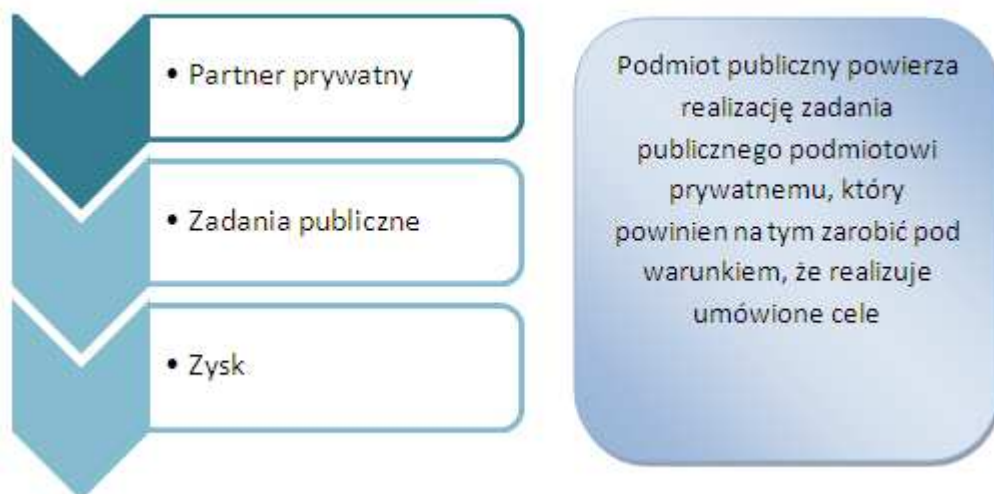 • Partner prywatny
• Zadania publiczne
• Zysk
Podmiot publiczny powierza
realizację zadania
publicznego podmiotowi
prywatnemu, który
powinien na tym zarobić pod
warunkiem, że realizuje
umówione cele